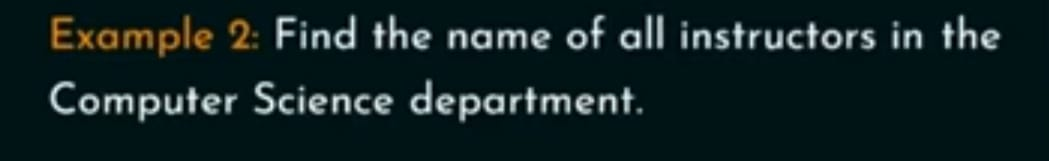 Example 2: Find the name of all instructors in the
Computer Science department.